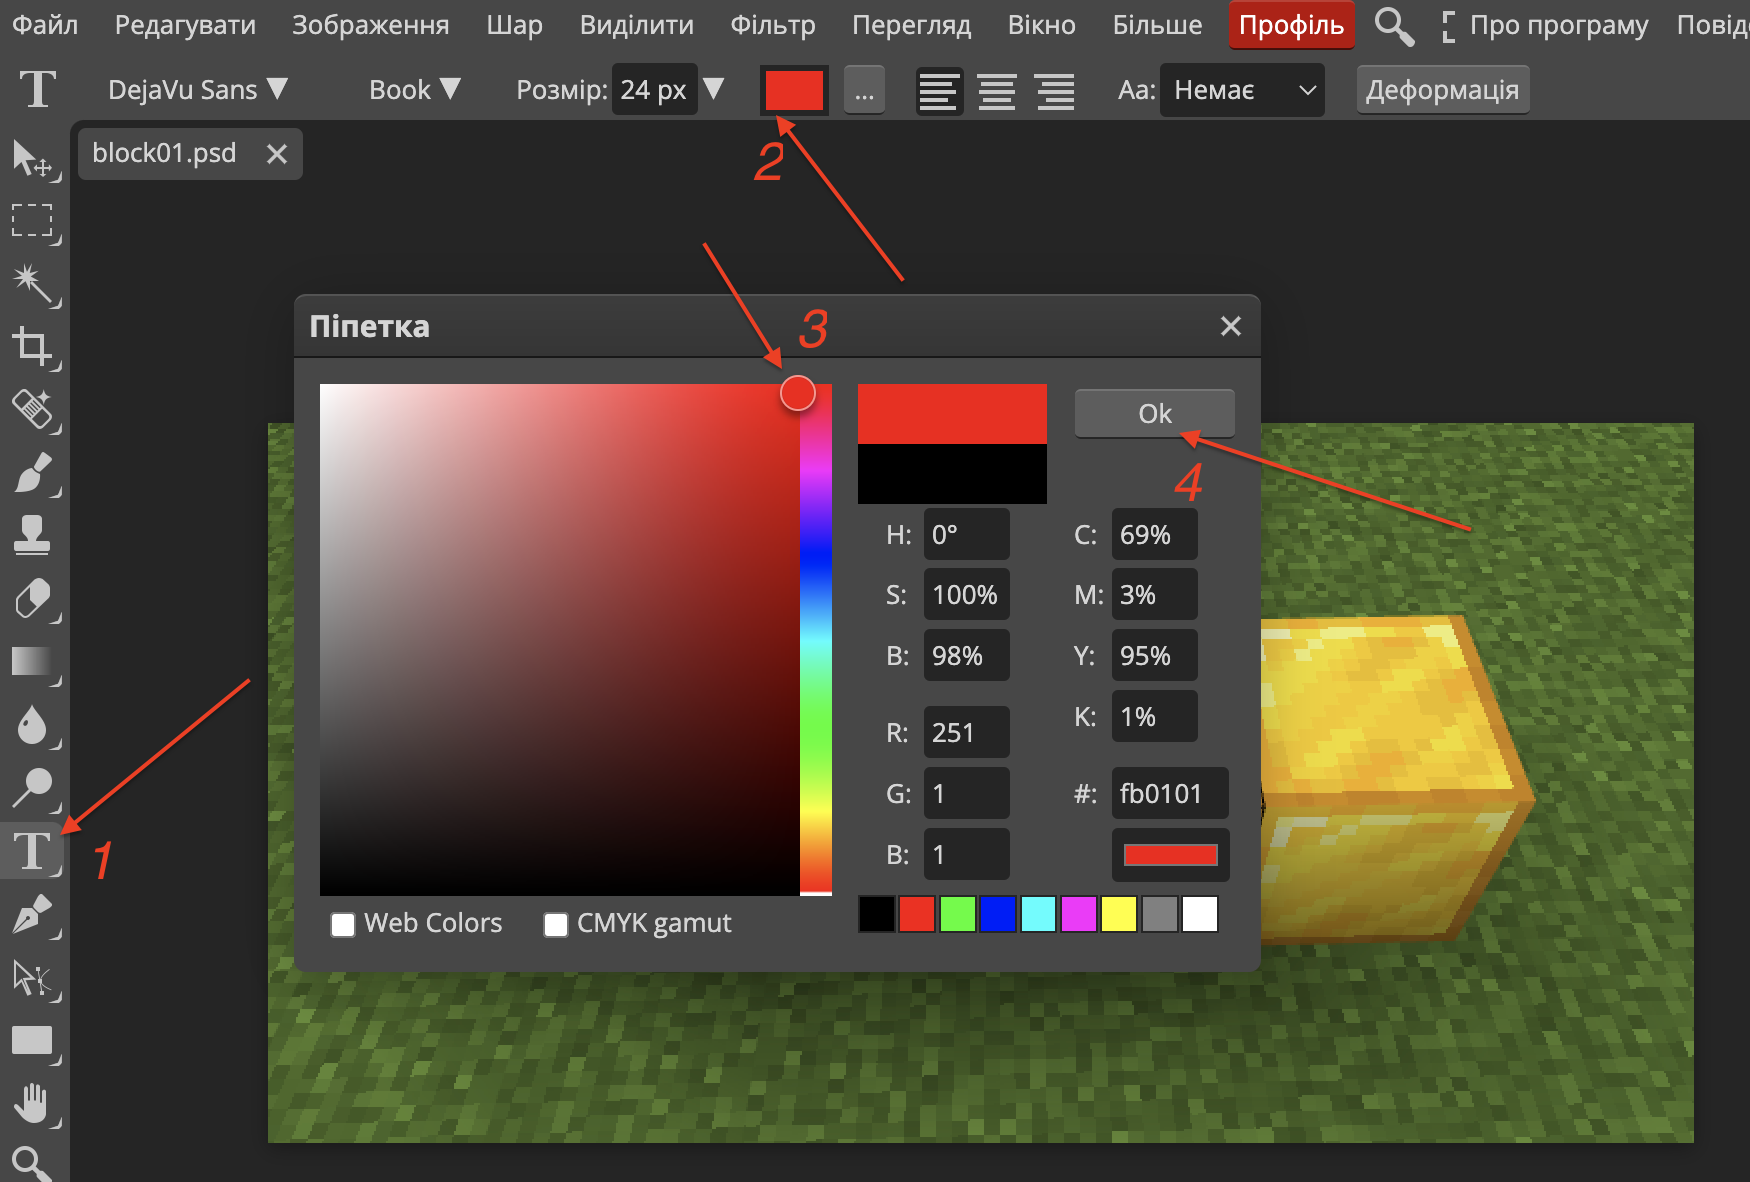 Файл Редагувати Зображення Шар Виділити Фільтр Перегляд Вікно Більше Профіль Про програму
T DejaVu Sans Book Розмір: 24 px ... Aa: Немає Деформація
block01.psd
2
3
Піпетка
Ok
4
H: 0° C: 69%
S: 100% M: 3%
B: 98% Y: 95%
K: 1%
R: 251
G: 1 #: fb0101
B: 1
T
1
Web Colors CMYK gamut